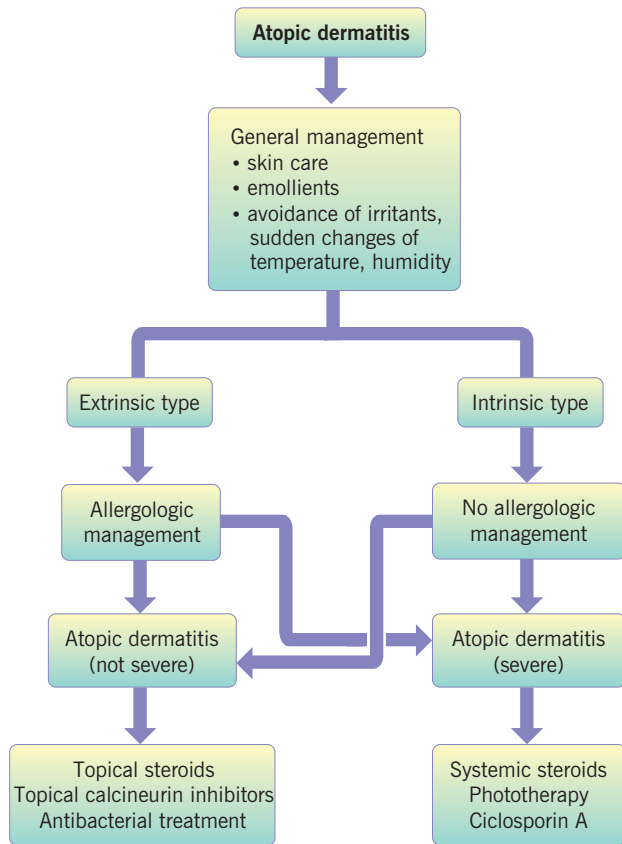 Atopic dermatitis
General management
• skin care
• emollients
• avoidance of irritants,
sudden changes of
temperature, humidity
Extrinsic type
Intrinsic type
Allergologic
management
No allergologic
management
Atopic dermatitis
(not severe)
Atopic dermatitis
(severe)
Topical steroids
Topical calcineurin inhibitors
Antibacterial treatment
Systemic steroids
Phototherapy
Ciclosporin A